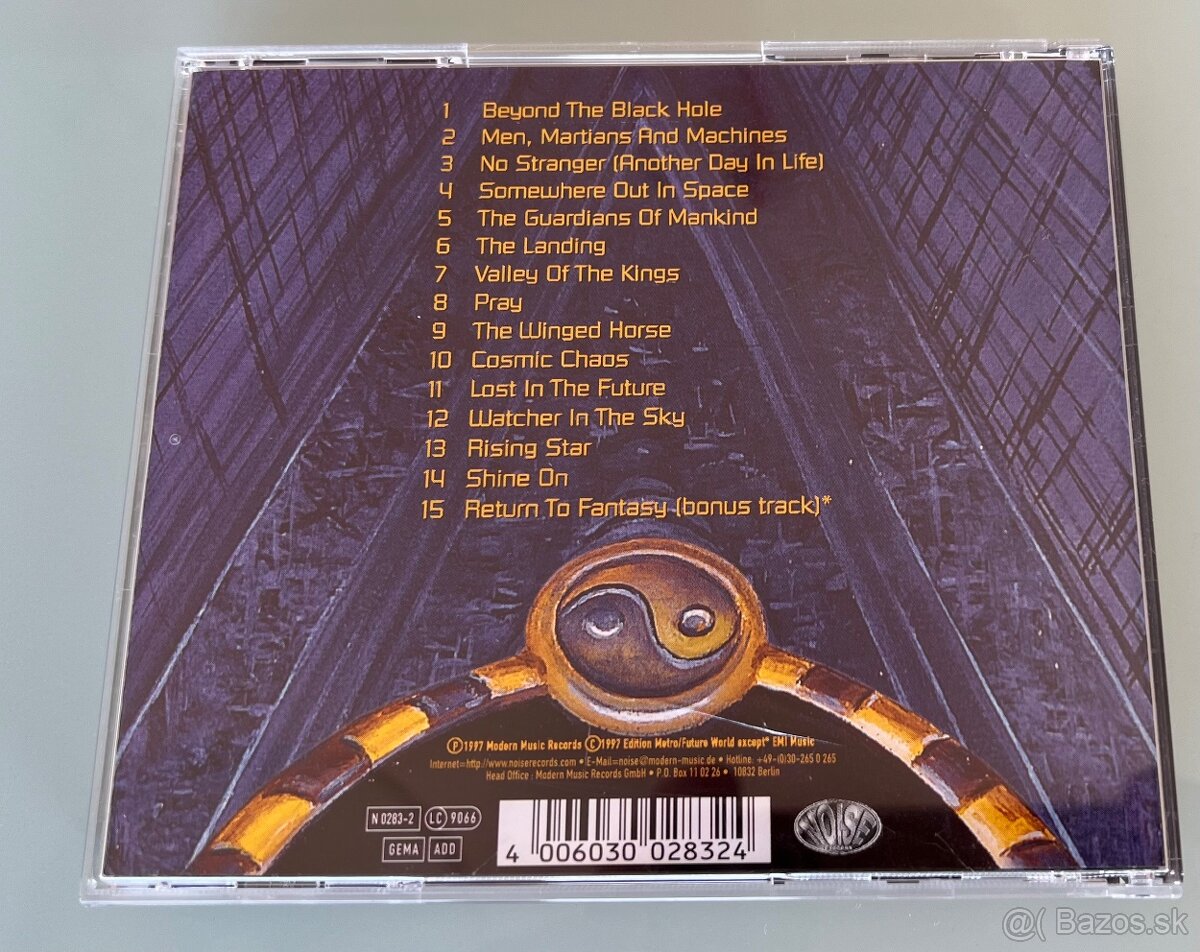 1 Beyond The Black Hole
2 Men, Martians And Machines
3 No Stranger (Another Day In Life)
4 Somewhere Out In Space
5 The Guardians Of Mankind
6 The Landing
7 Valley Of The Kings
8 Pray
9 The Winged Horse
10 Cosmic Chaos
11 Lost In The Future
12 Watcher In The Sky
13 Rising Star
14 Shine On
15 Return To Fantasy (bonus track)*
Ⓟ1997 Modern Music Records Ⓒ1997 Edition Metro/Future World except* EMI Music
Internet=http://www.noiserecords.com • E-Mail=noise@modern-music.de • Hotline: +49-(0)30-265 0 265
Head Office : Modern Music Records GmbH • P.O. Box 11 02 26 • 10832 Berlin
N 0283-2 LC 9066
GEMA ADD
4 006030 028324
NOISE
RECORDS
@( Bazos.sk